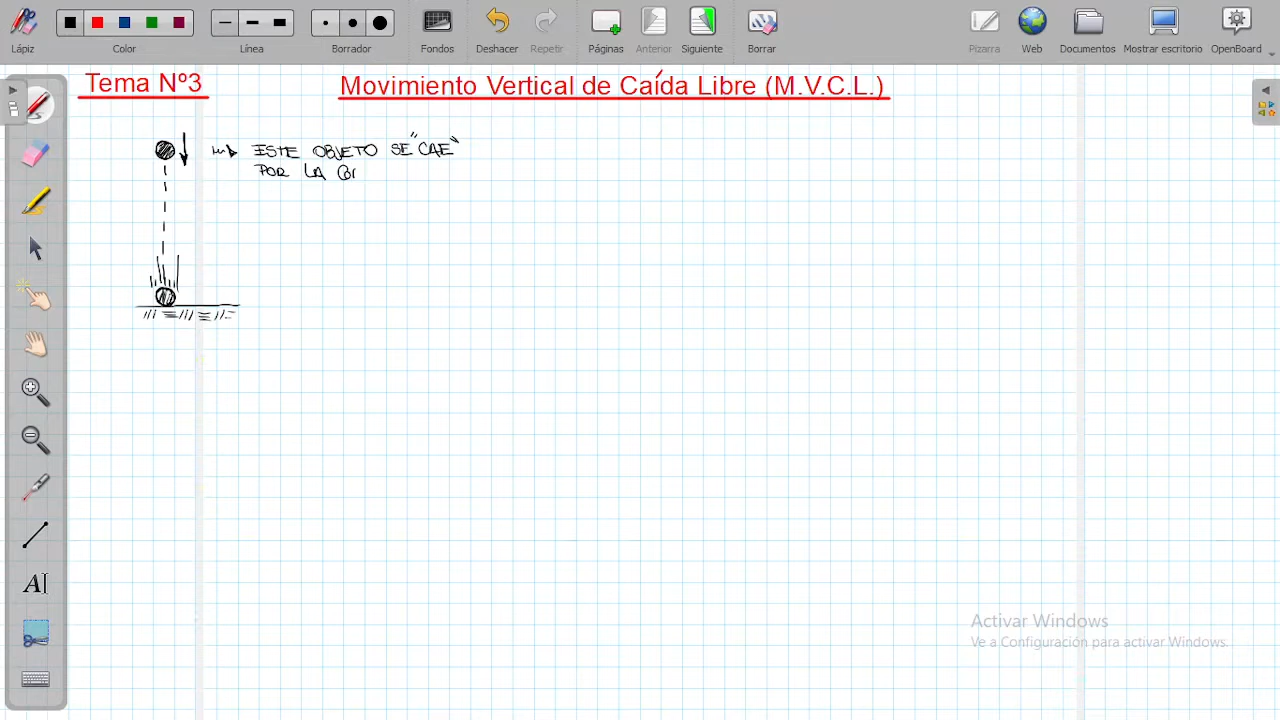 Lápiz
Color
Línea
Borrador
Fondos
Deshacer
Repetir
Páginas
Anterior
Siguiente
Borrar
Pizarra
Web
Documentos
Mostrar escritorio
OpenBoard
Tema Nº3
Movimiento Vertical de Caída Libre (M.V.C.L.)
ESTE OBJETO SE "CAE"
POR LA
Activar Windows
Ve a Configuración para activar Windows.